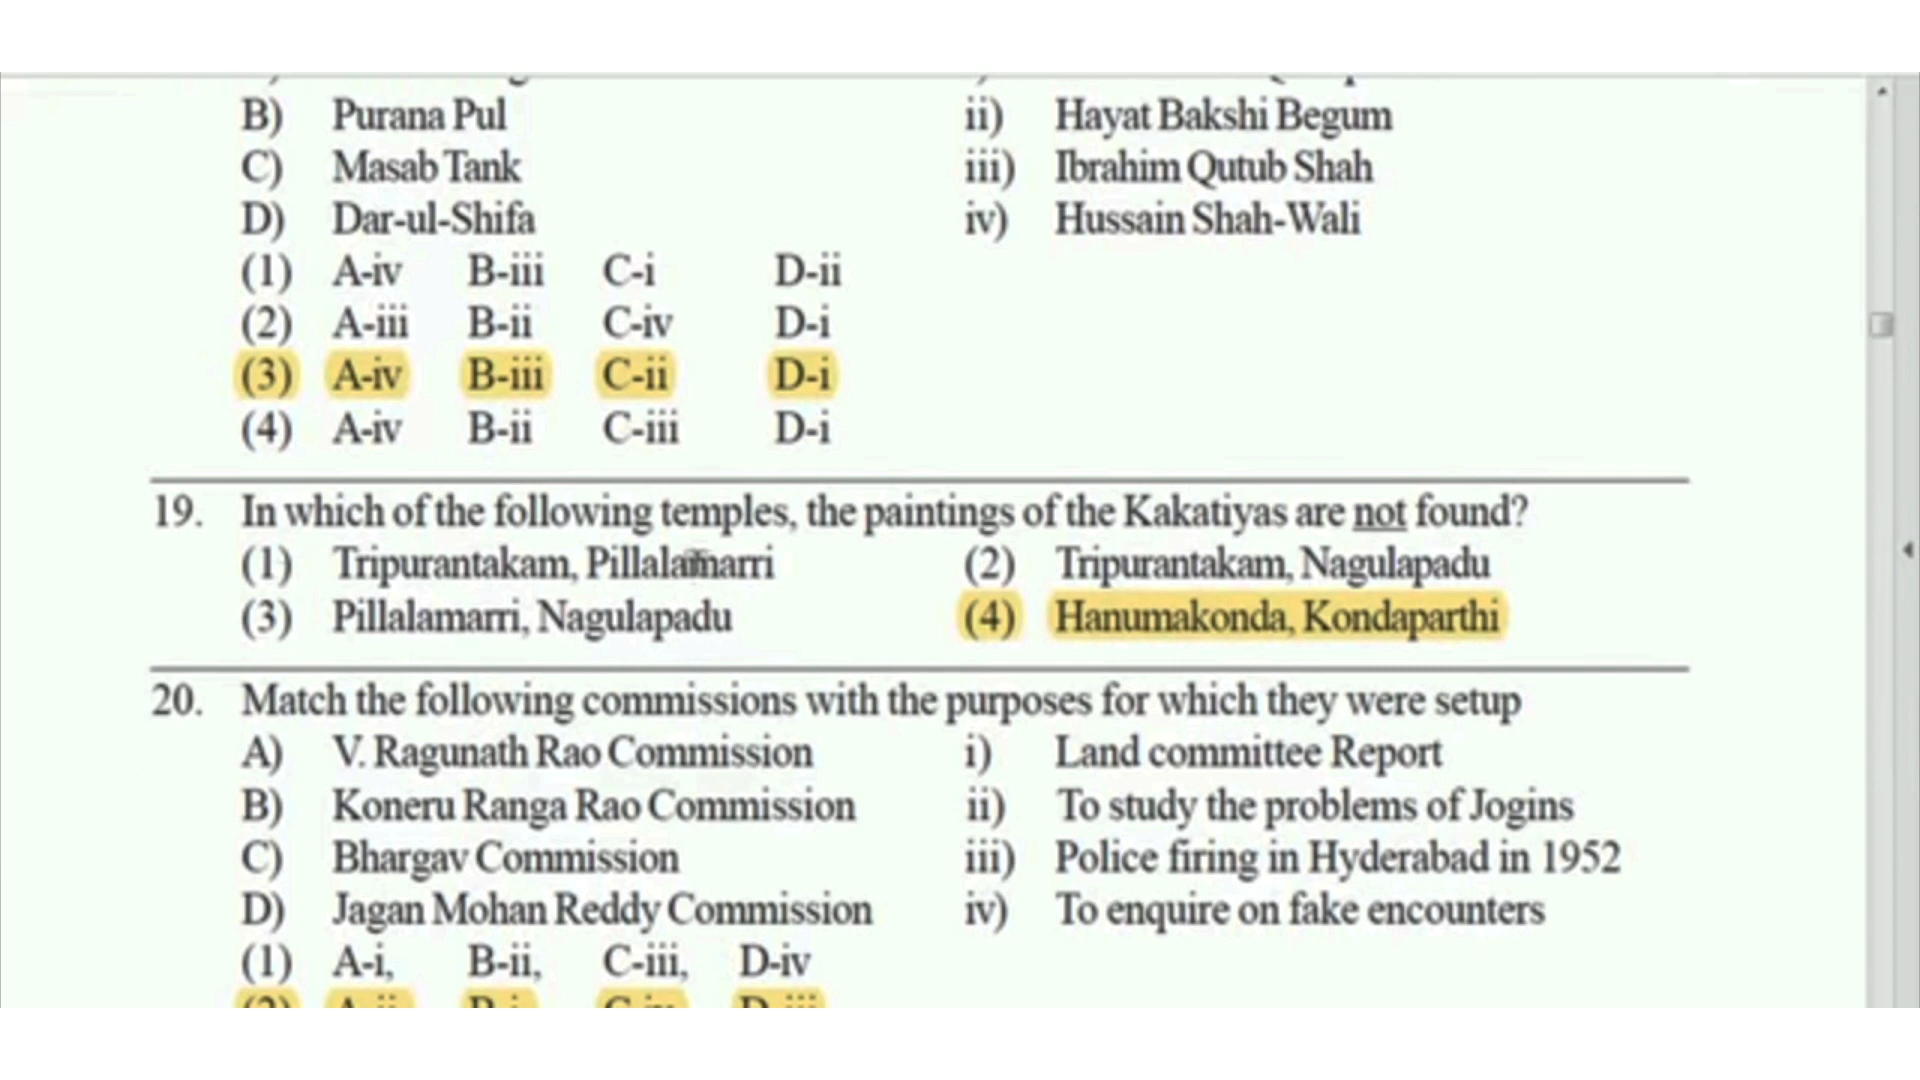 B) Purana Pul ii) Hayat Bakshi Begum
C) Masab Tank iii) Ibrahim Qutub Shah
D) Dar-ul-Shifa iv) Hussain Shah-Wali
(1) A-iv B-iii C-i D-ii
(2) A-iii B-ii C-iv D-i
(3) A-iv B-iii C-ii D-i
(4) A-iv B-ii C-iii D-i
19. In which of the following temples, the paintings of the Kakatiyas are not found?
(1) Tripurantakam, Pillalamarri (2) Tripurantakam, Nagulapadu
(3) Pillalamarri, Nagulapadu (4) Hanumakonda, Kondaparthi
20. Match the following commissions with the purposes for which they were setup
A) V. Ragunath Rao Commission i) Land committee Report
B) Koneru Ranga Rao Commission ii) To study the problems of Jogins
C) Bhargav Commission iii) Police firing in Hyderabad in 1952
D) Jagan Mohan Reddy Commission iv) To enquire on fake encounters
(1) A-i, B-ii, C-iii, D-iv